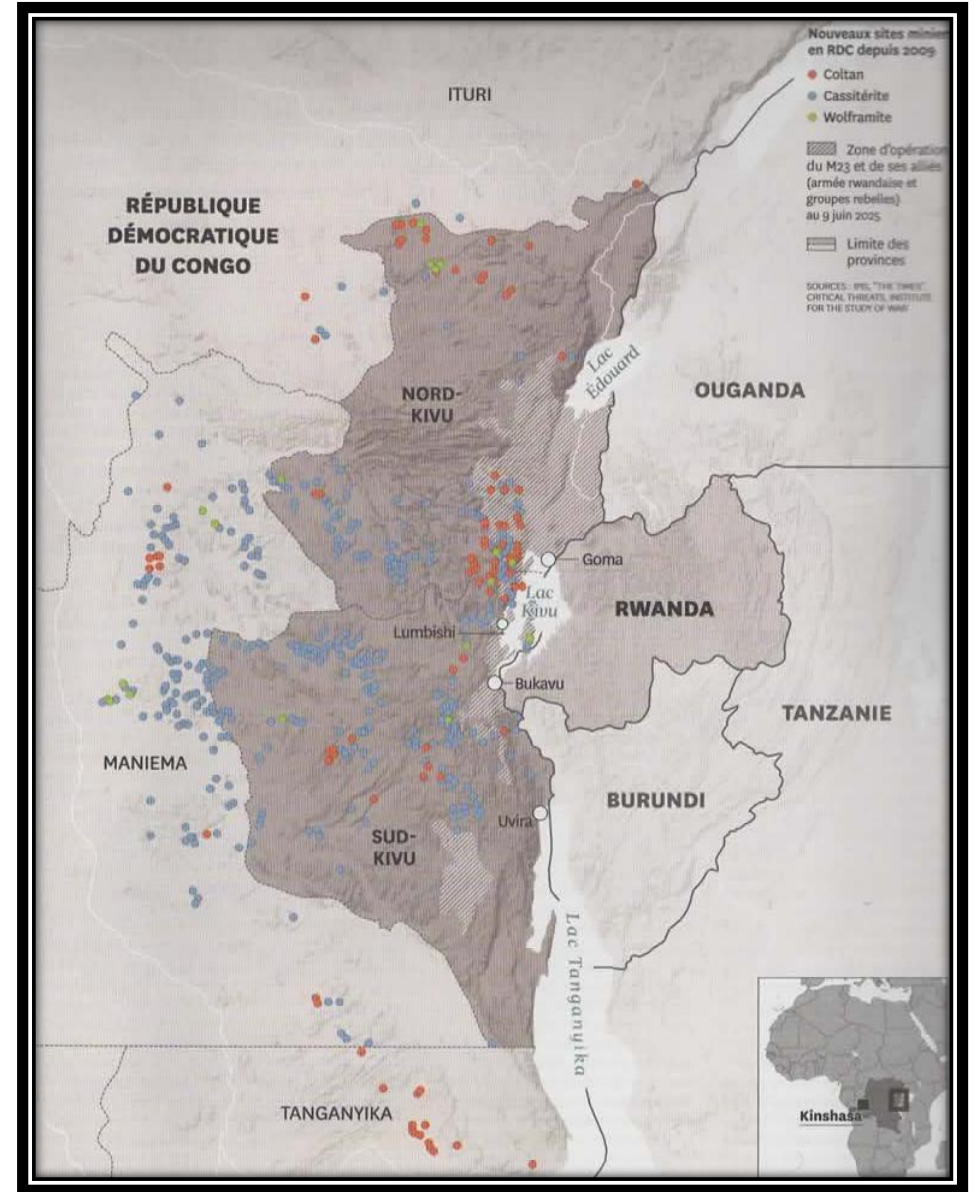 Nouveaux sites miniers
en RDC depuis 2009
Coltan
Cassitérite
Wolframite
Zone d'opération
du M23 et de ses alliés
(armée rwandaise et
groupes rebelles)
au 9 juin 2025
Limite des
provinces
SOURCES : IPIS, "THE TIMES",
CRITICAL THREATS, INSTITUTE
FOR THE STUDY OF WAR
ITURI
RÉPUBLIQUE
DÉMOCRATIQUE
DU CONGO
Lac
Édouard
NORD-
KIVU
OUGANDA
Goma
Lac
Kivu
RWANDA
Lumbishi
Bukavu
TANZANIE
MANIEMA
BURUNDI
Uvira
SUD-
KIVU
Lac Tanganyika
TANGANYIKA
Kinshasa